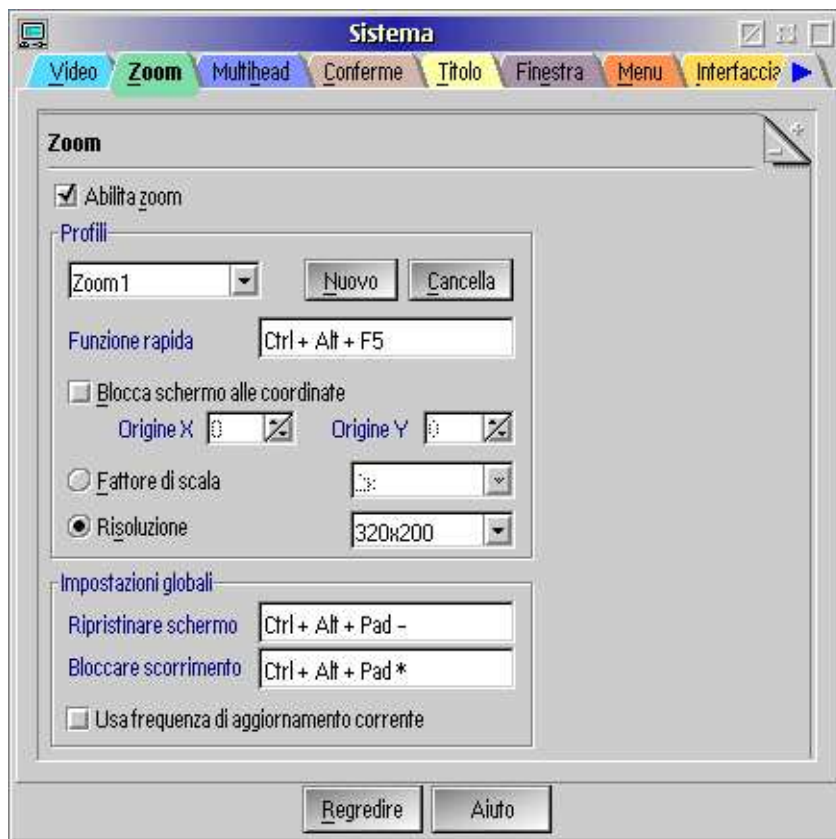 Sistema
Video Zoom Multihead Conferme Titolo Finestra Menu Interfaccia
Zoom
Abilita zoom
Profili
Zoom1 Nuovo Cancella
Funzione rapida Ctrl + Alt + F5
Blocca schermo alle coordinate
Origine X 0 Origine Y 0
Fattore di scala
Risoluzione 320x200
Impostazioni globali
Ripristinare schermo Ctrl + Alt + Pad -
Bloccare scorrimento Ctrl + Alt + Pad *
Usa frequenza di aggiornamento corrente
Regredire Aiuto